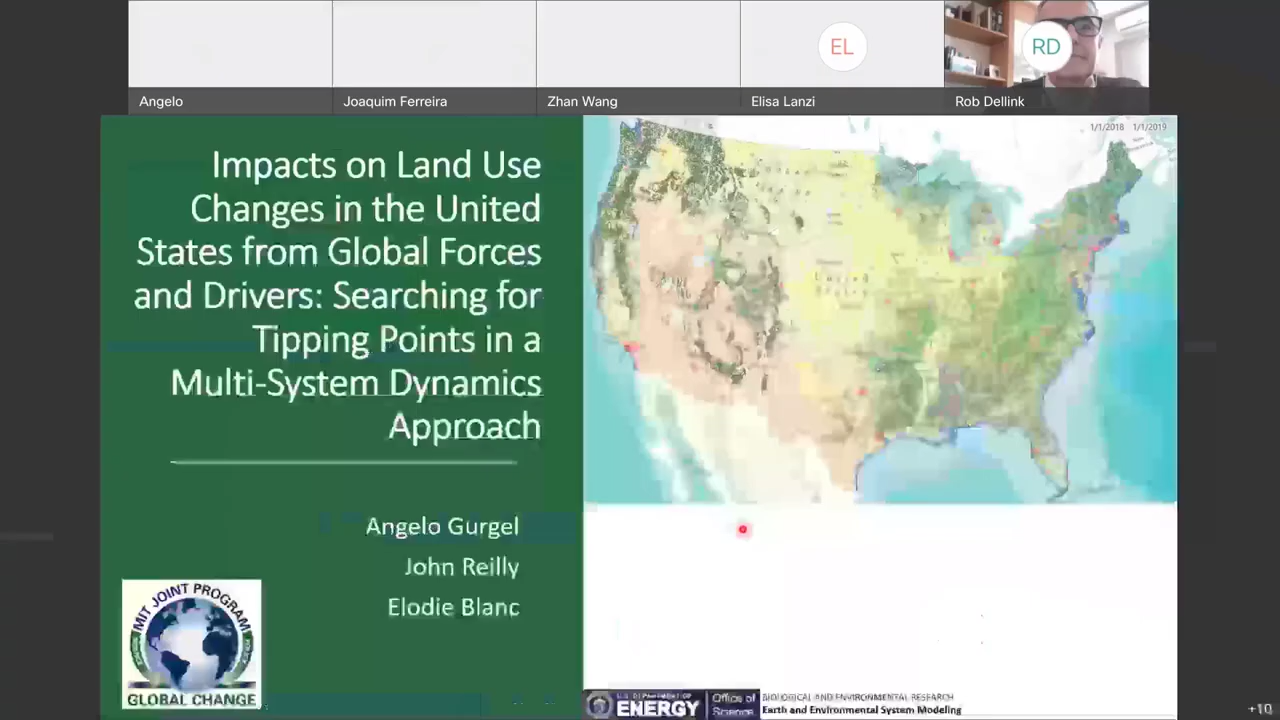 EL
RD
Angelo
Joaquim Ferreira
Zhan Wang
Elisa Lanzi
Rob Dellink
Impacts on Land Use
Changes in the United
States from Global Forces
and Drivers: Searching for
Tipping Points in a
Multi-System Dynamics
Approach
Angelo Gurgel
John Reilly
Elodie Blanc
MIT JOINT PROGRAM
GLOBAL CHANGE
1/1/2018 1/1/2019
United
U.S. DEPARTMENT OF
ENERGY
Office of
Science
BIOLOGICAL AND ENVIRONMENTAL RESEARCH
Earth and Environmental System Modeling
+10